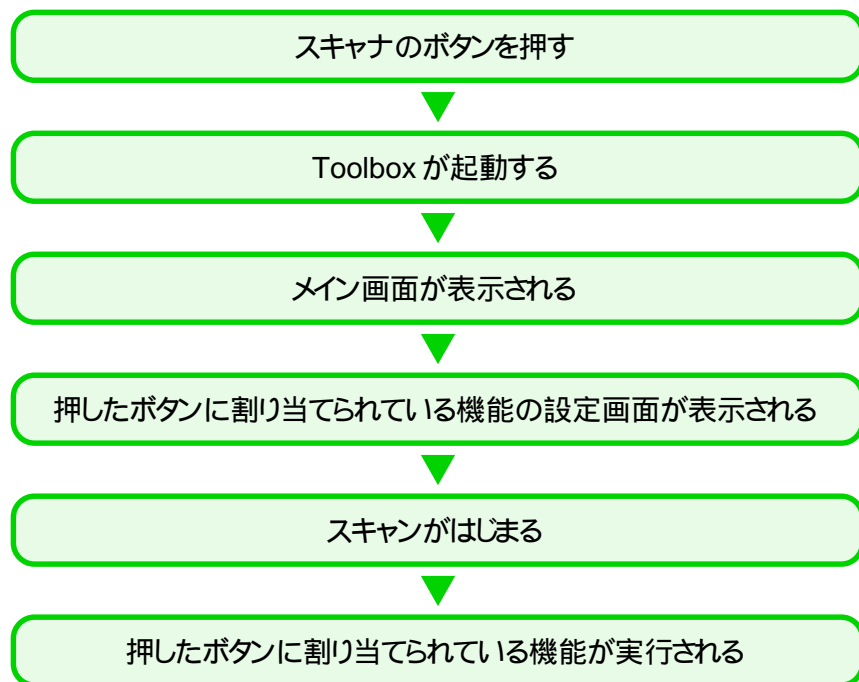 スキャナのボタンを押す
Toolbox が起動する
メイン画面が表示される
押したボタンに割り当てられている機能の設定画面が表示される
スキャンがはじまる
押したボタンに割り当てられている機能が実行される